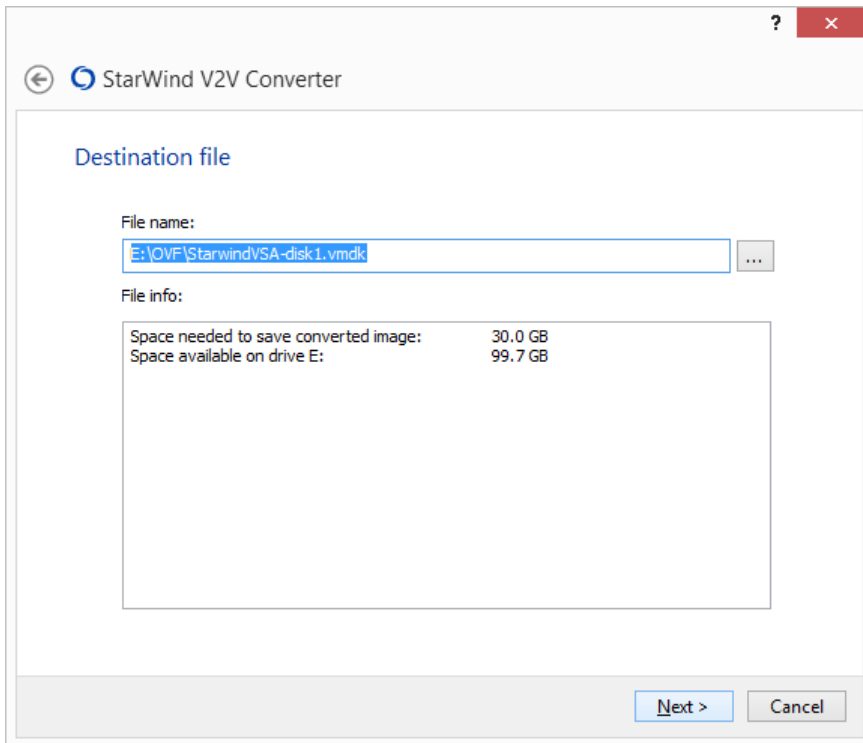 ?
StarWind V2V Converter
Destination file
File name:
E:\OVF\StarwindVSA-disk1.vmdk
...
File info:
Space needed to save converted image: 30.0 GB
Space available on drive E: 99.7 GB
Next >
Cancel